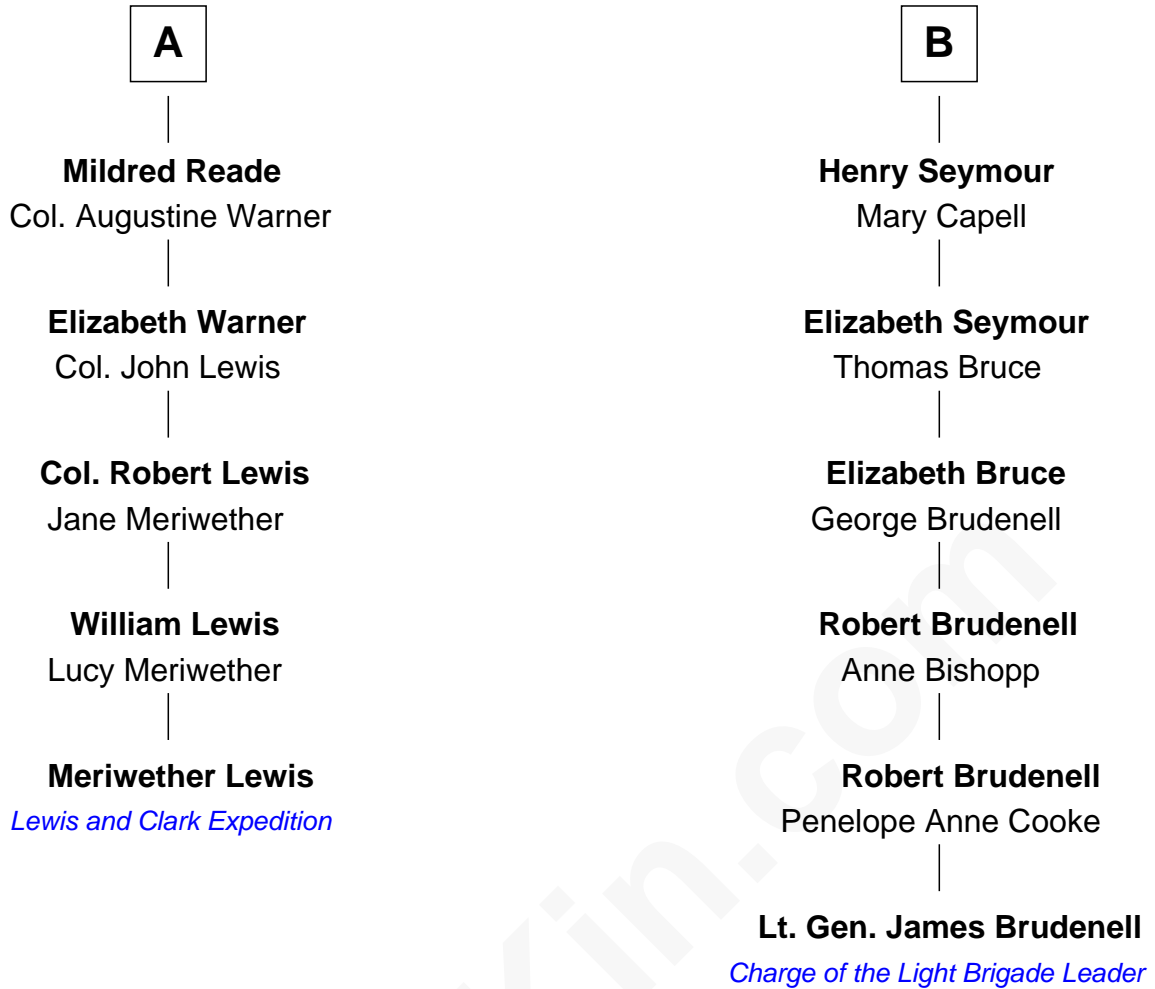 A
Mildred Reade
Col. Augustine Warner
Elizabeth Warner
Col. John Lewis
Col. Robert Lewis
Jane Meriwether
William Lewis
Lucy Meriwether
Meriwether Lewis
Lewis and Clark Expedition
B
Henry Seymour
Mary Capell
Elizabeth Seymour
Thomas Bruce
Elizabeth Bruce
George Brudenell
Robert Brudenell
Anne Bishopp
Robert Brudenell
Penelope Anne Cooke
Lt. Gen. James Brudenell
Charge of the Light Brigade Leader
Kin.com